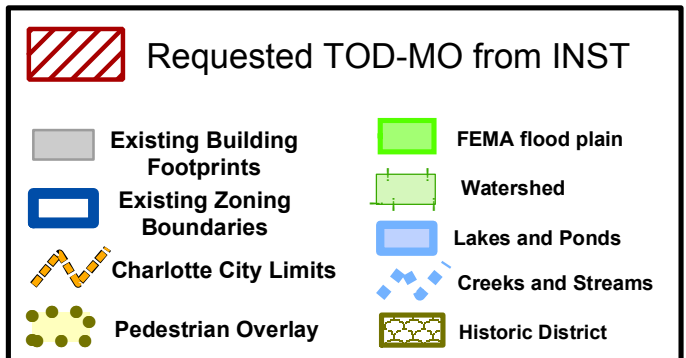 Requested TOD-MO from INST
Existing Building
Footprints
Existing Zoning
Boundaries
Charlotte City Limits
Pedestrian Overlay
FEMA flood plain
Watershed
Lakes and Ponds
Creeks and Streams
Historic District